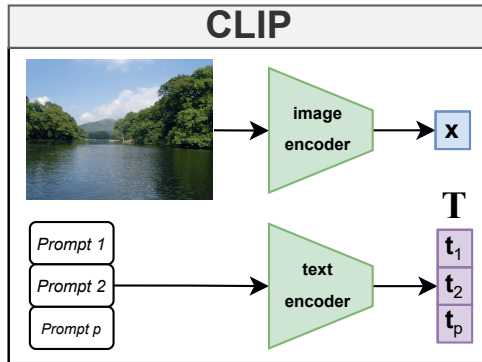 CLIP
image
encoder
x
T
Prompt 1
Prompt 2
Prompt p
text
encoder
t₁
t₂
tₚ